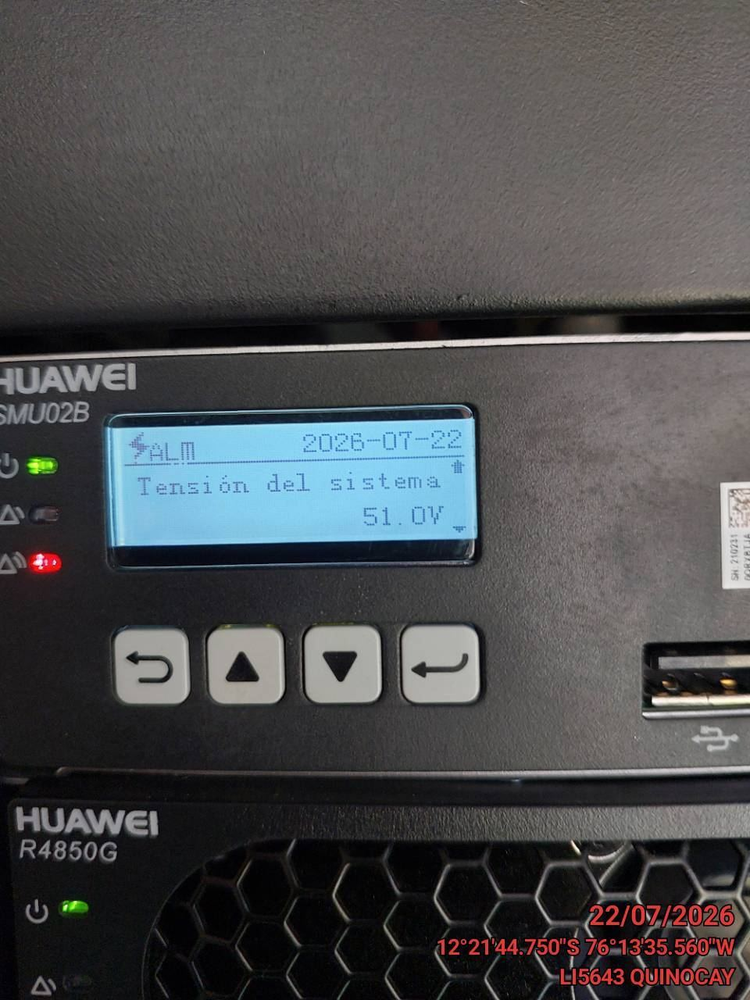 HUAWEI
SMU02B
ALM 2026-07-22
Tensión del sistema
51.0V
HUAWEI
R4850G
22/07/2026
12°21'44.750"S 76°13'35.560"W
LI5643 QUINOCAY